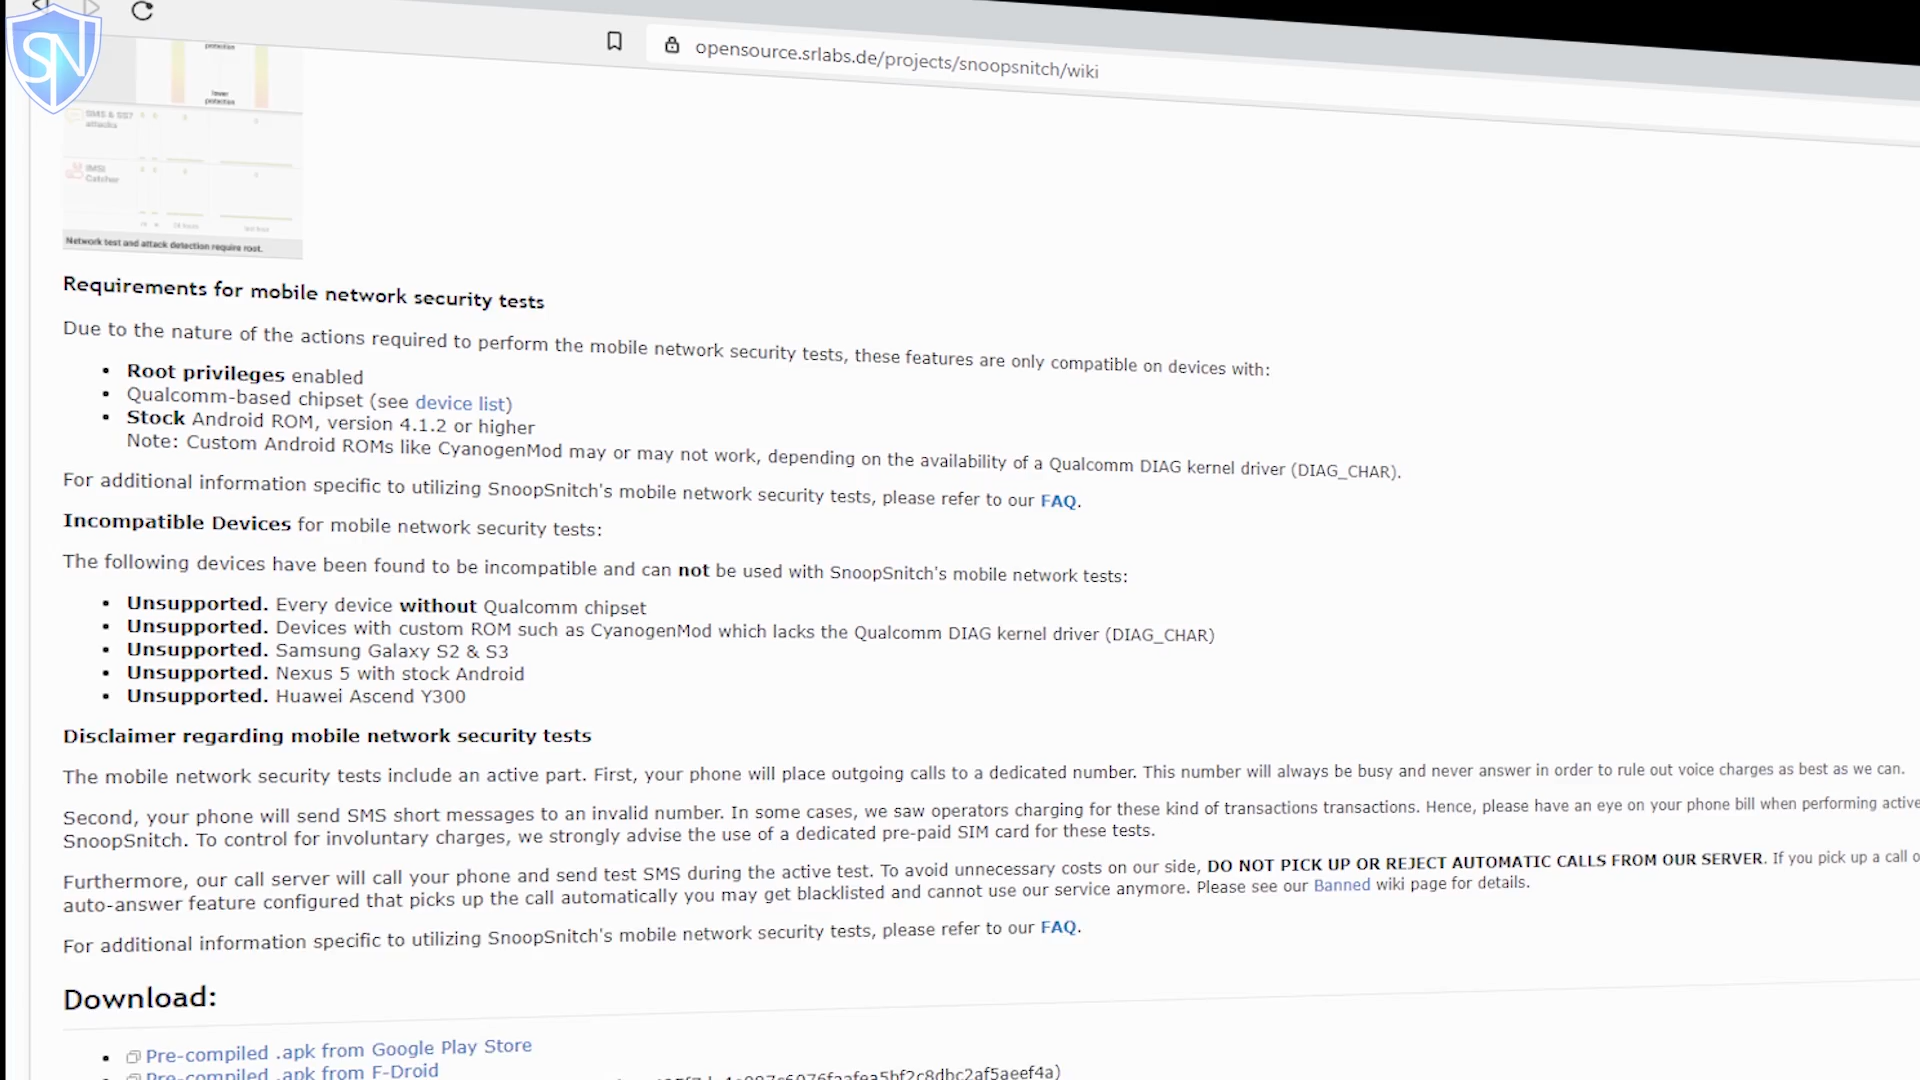 SN
opensource.srlabs.de/projects/snoopsnitch/wiki
protection
lower
protection
SMS & SS7
attacks
IMSI
Catcher
Network test and attack detection require root.
Requirements for mobile network security tests
Due to the nature of the actions required to perform the mobile network security tests, these features are only compatible on devices with:
• Root privileges enabled
• Qualcomm-based chipset (see device list)
• Stock Android ROM, version 4.1.2 or higher
Note: Custom Android ROMs like CyanogenMod may or may not work, depending on the availability of a Qualcomm DIAG kernel driver (DIAG_CHAR).
For additional information specific to utilizing SnoopSnitch's mobile network security tests, please refer to our FAQ.
Incompatible Devices for mobile network security tests:
The following devices have been found to be incompatible and can not be used with SnoopSnitch's mobile network tests:
• Unsupported. Every device without Qualcomm chipset
• Unsupported. Devices with custom ROM such as CyanogenMod which lacks the Qualcomm DIAG kernel driver (DIAG_CHAR)
• Unsupported. Samsung Galaxy S2 & S3
• Unsupported. Nexus 5 with stock Android
• Unsupported. Huawei Ascend Y300
Disclaimer regarding mobile network security tests
The mobile network security tests include an active part. First, your phone will place outgoing calls to a dedicated number. This number will always be busy and never answer in order to rule out voice charges as best as we can.
Second, your phone will send SMS short messages to an invalid number. In some cases, we saw operators charging for these kind of transactions transactions. Hence, please have an eye on your phone bill when performing active
SnoopSnitch. To control for involuntary charges, we strongly advise the use of a dedicated pre-paid SIM card for these tests.
Furthermore, our call server will call your phone and send test SMS during the active test. To avoid unnecessary costs on our side, DO NOT PICK UP OR REJECT AUTOMATIC CALLS FROM OUR SERVER. If you pick up a call
auto-answer feature configured that picks up the call automatically you may get blacklisted and cannot use our service anymore. Please see our Banned wiki page for details.
For additional information specific to utilizing SnoopSnitch's mobile network security tests, please refer to our FAQ.
Download:
• Pre-compiled .apk from Google Play Store
• Pre-compiled .apk from F-Droid